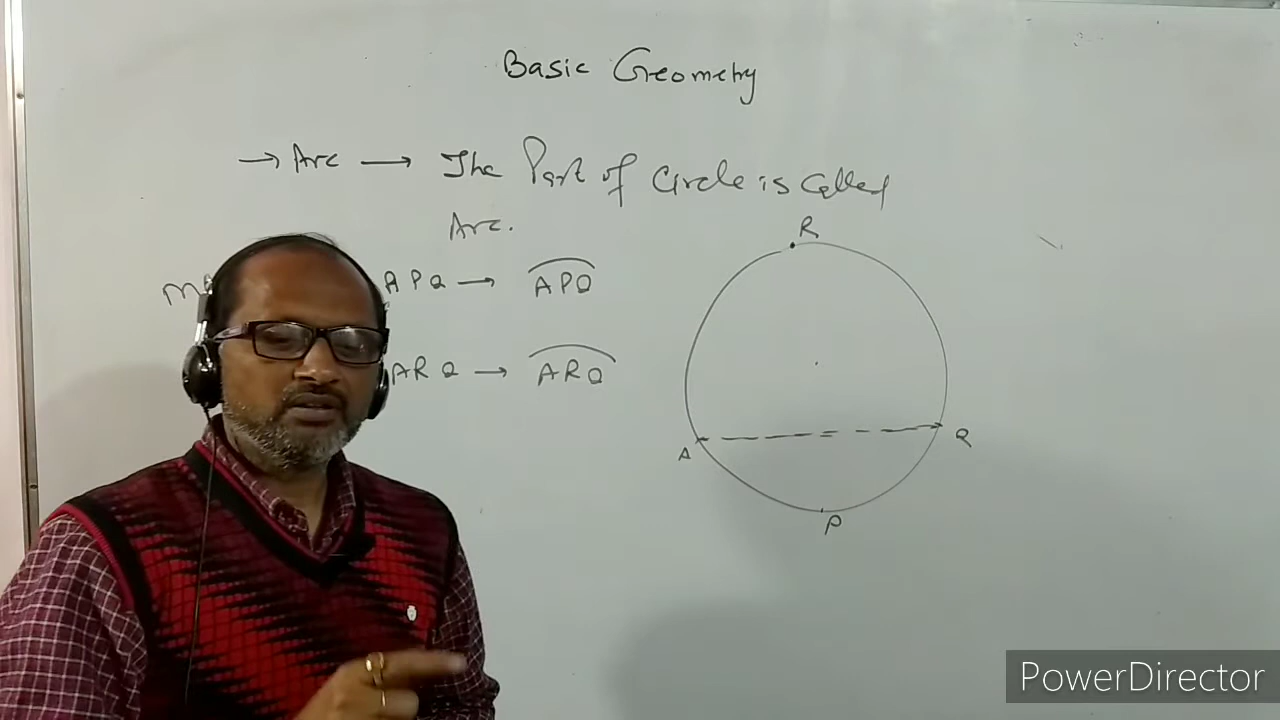 Basic Geometry
→ Arc → The Part of Circle is Called
Arc.
R
APQ → APQ
ARQ → ARQ
A
Q
P
PowerDirector